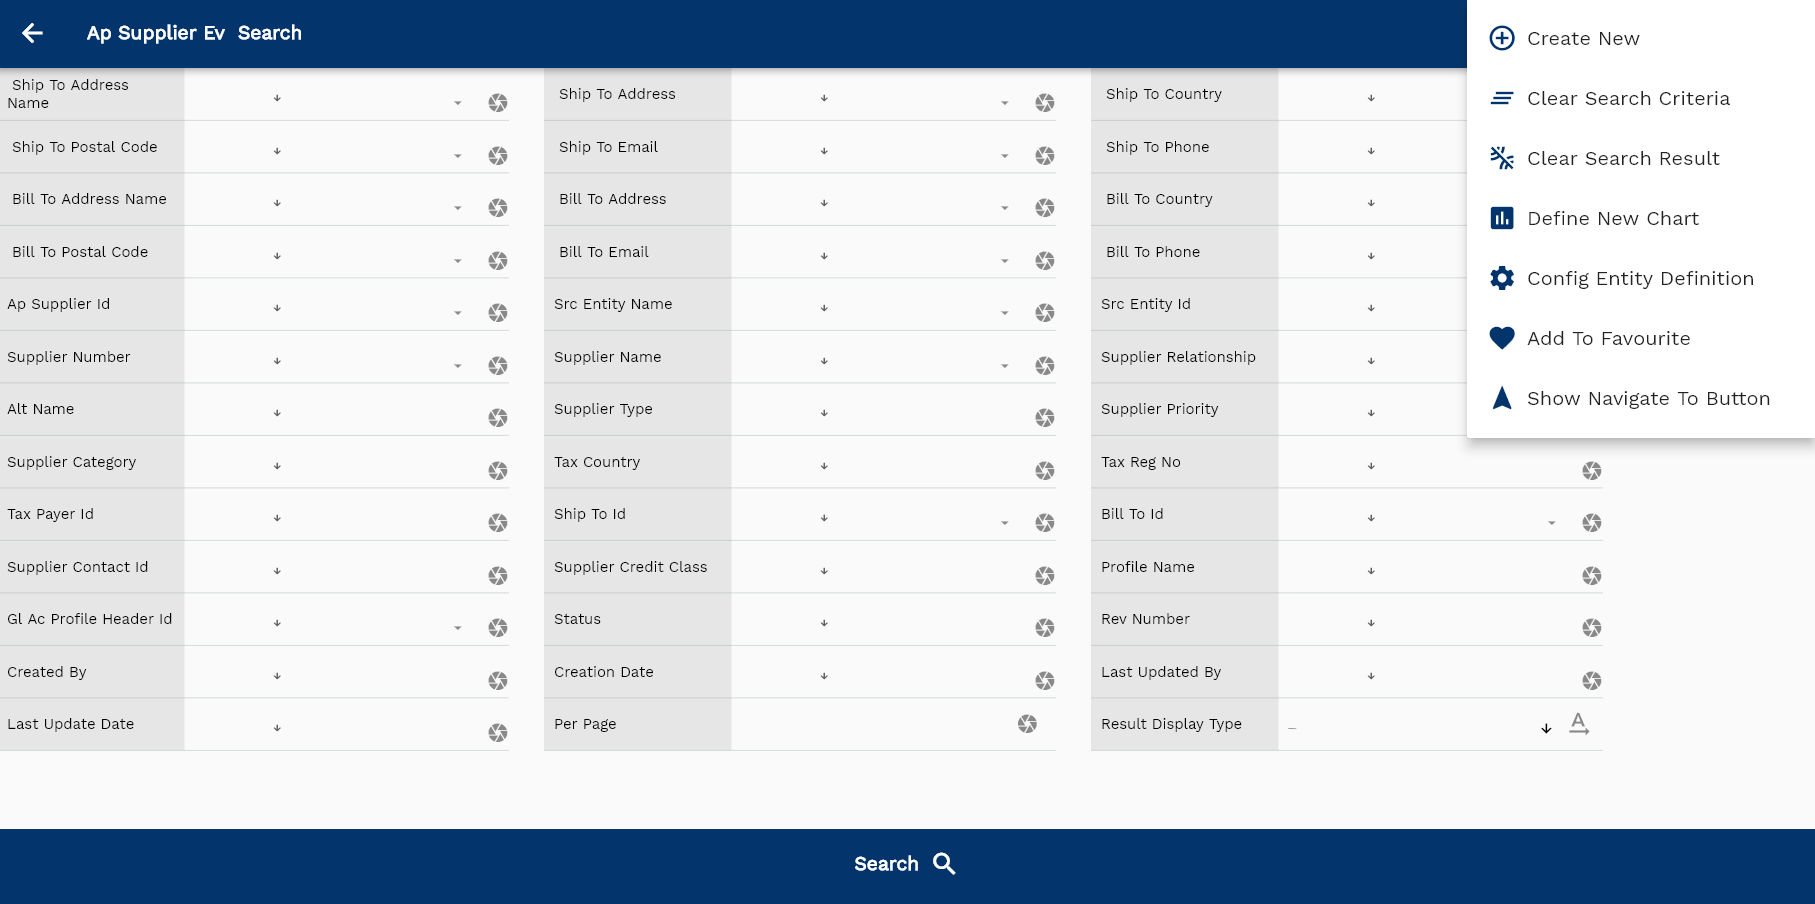 Ap Supplier Ev  Search
Create New
Clear Search Criteria
Clear Search Result
Define New Chart
Config Entity Definition
Add To Favourite
Show Navigate To Button
Ship To Address
Name
Ship To Address
Ship To Country
Ship To Postal Code
Ship To Email
Ship To Phone
Bill To Address Name
Bill To Address
Bill To Country
Bill To Postal Code
Bill To Email
Bill To Phone
Ap Supplier Id
Src Entity Name
Src Entity Id
Supplier Number
Supplier Name
Supplier Relationship
Alt Name
Supplier Type
Supplier Priority
Supplier Category
Tax Country
Tax Reg No
Tax Payer Id
Ship To Id
Bill To Id
Supplier Contact Id
Supplier Credit Class
Profile Name
Gl Ac Profile Header Id
Status
Rev Number
Created By
Creation Date
Last Updated By
Last Update Date
Per Page
Result Display Type
Search